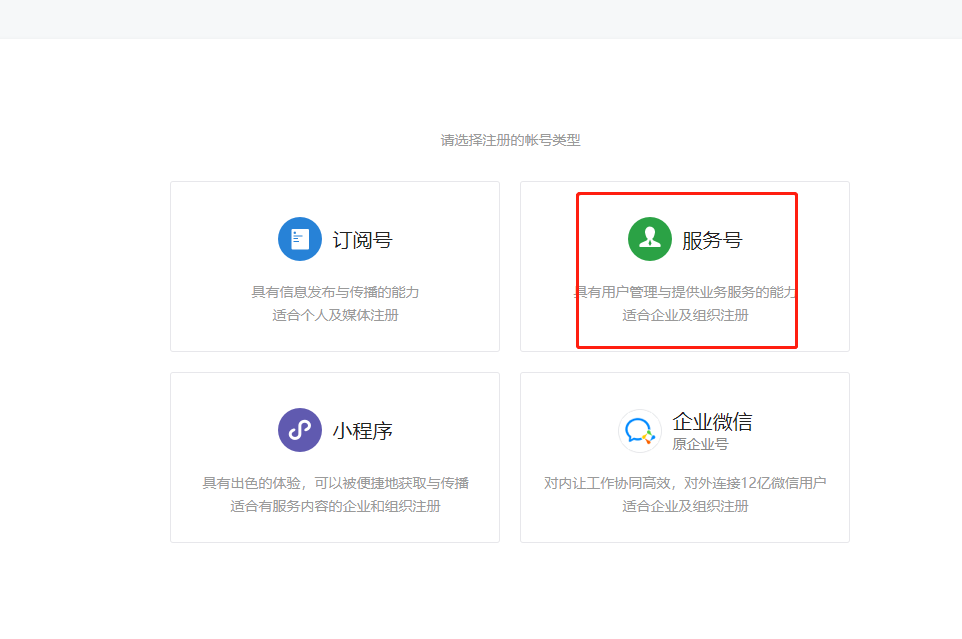 请选择注册的帐号类型
订阅号
具有信息发布与传播的能力
适合个人及媒体注册
服务号
具有用户管理与提供业务服务的能力
适合企业及组织注册
小程序
具有出色的体验，可以被便捷地获取与传播
适合有服务内容的企业和组织注册
企业微信
原企业号
对内让工作协同高效，对外连接12亿微信用户
适合企业及组织注册